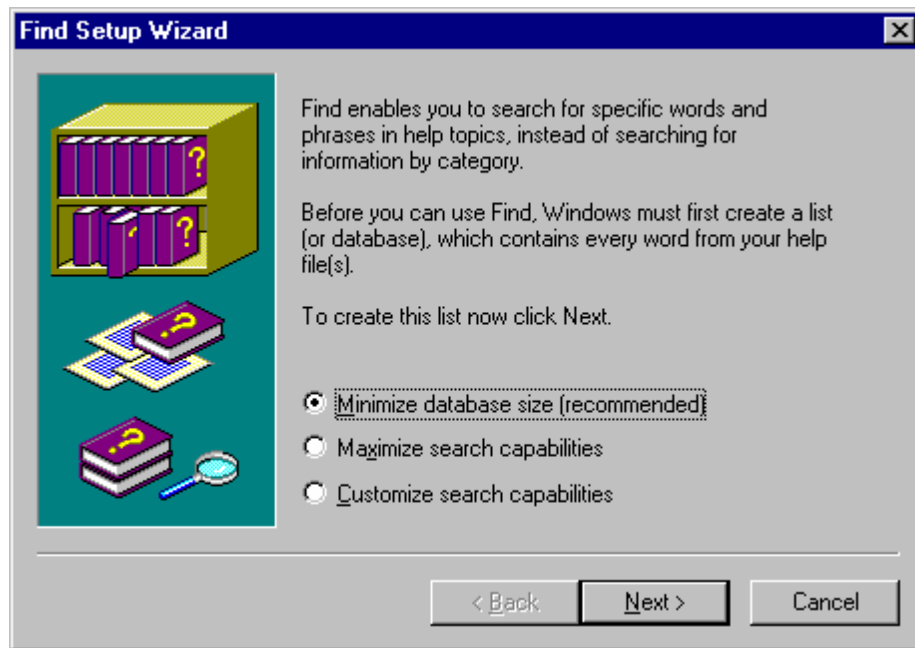 Find Setup Wizard
Find enables you to search for specific words and
phrases in help topics, instead of searching for
information by category.
Before you can use Find, Windows must first create a list
(or database), which contains every word from your help
file(s).
To create this list now click Next.
Minimize database size (recommended)
Maximize search capabilities
Customize search capabilities
< Back
Next >
Cancel